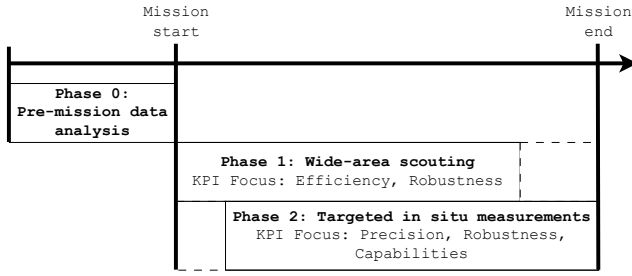 Mission
start
Mission
end
Phase 0:
Pre-mission data
analysis
Phase 1: Wide-area scouting
KPI Focus: Efficiency, Robustness
Phase 2: Targeted in situ measurements
KPI Focus: Precision, Robustness,
Capabilities